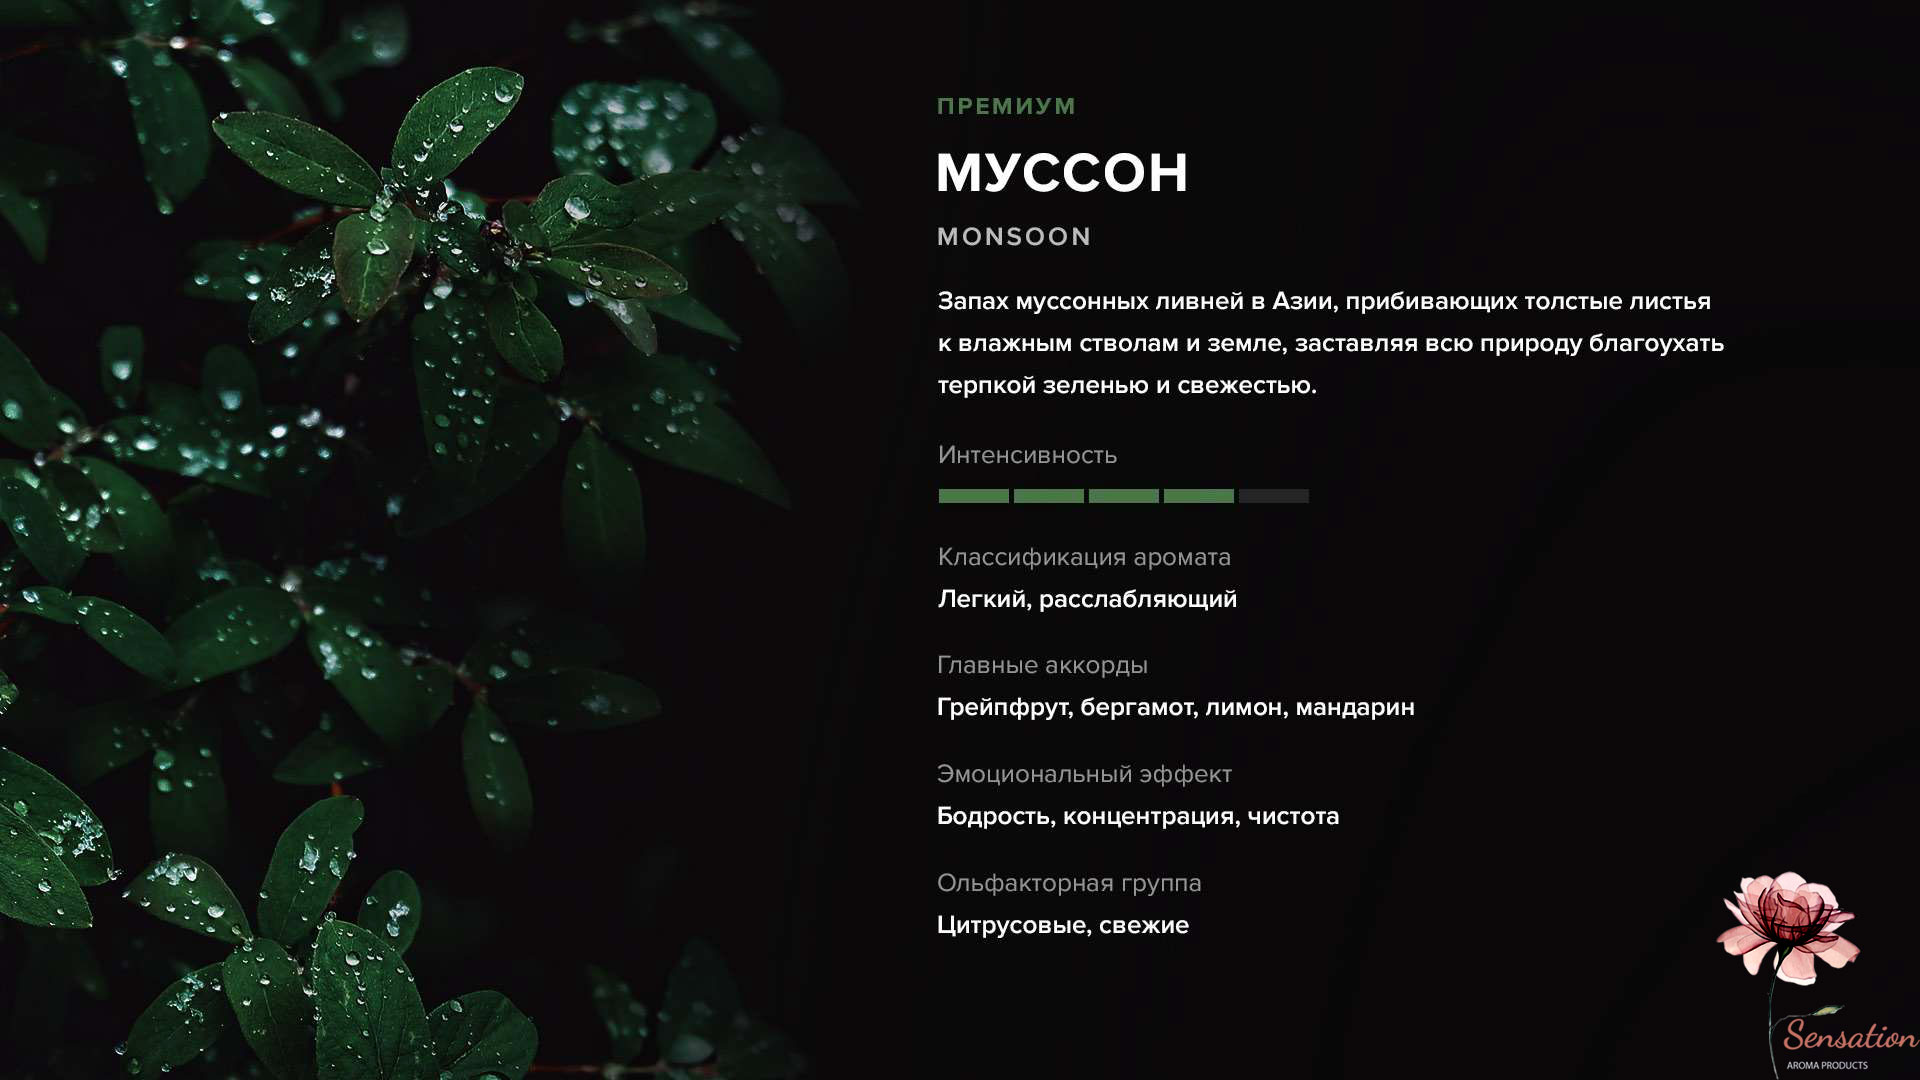 ПРЕМИУМ
МУССОН
MONSOON
Запах муссонных ливней в Азии, прибивающих толстые листья
к влажным стволам и земле, заставляя всю природу благоухать
терпкой зеленью и свежестью.
Интенсивность
Классификация аромата
Легкий, расслабляющий
Главные аккорды
Грейпфрут, бергамот, лимон, мандарин
Эмоциональный эффект
Бодрость, концентрация, чистота
Ольфакторная группа
Цитрусовые, свежие
Sensation
AROMA PRODUCTS